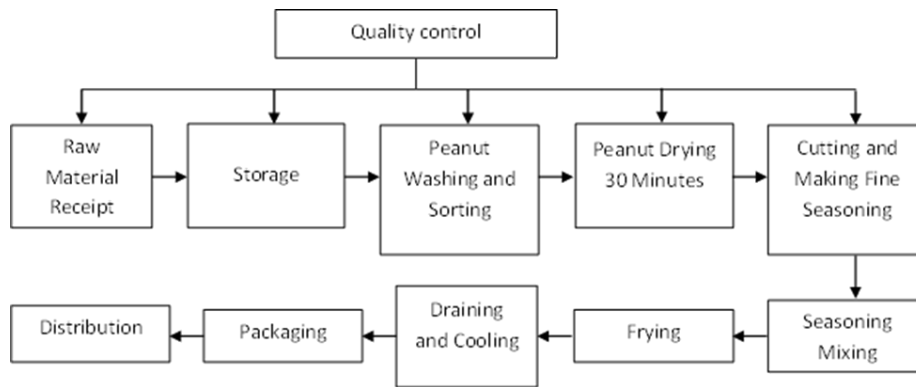 Quality control
Raw
Material
Receipt
Storage
Peanut
Washing and
Sorting
Peanut Drying
30 Minutes
Cutting and
Making Fine
Seasoning
Distribution
Packaging
Draining
and Cooling
Frying
Seasoning
Mixing